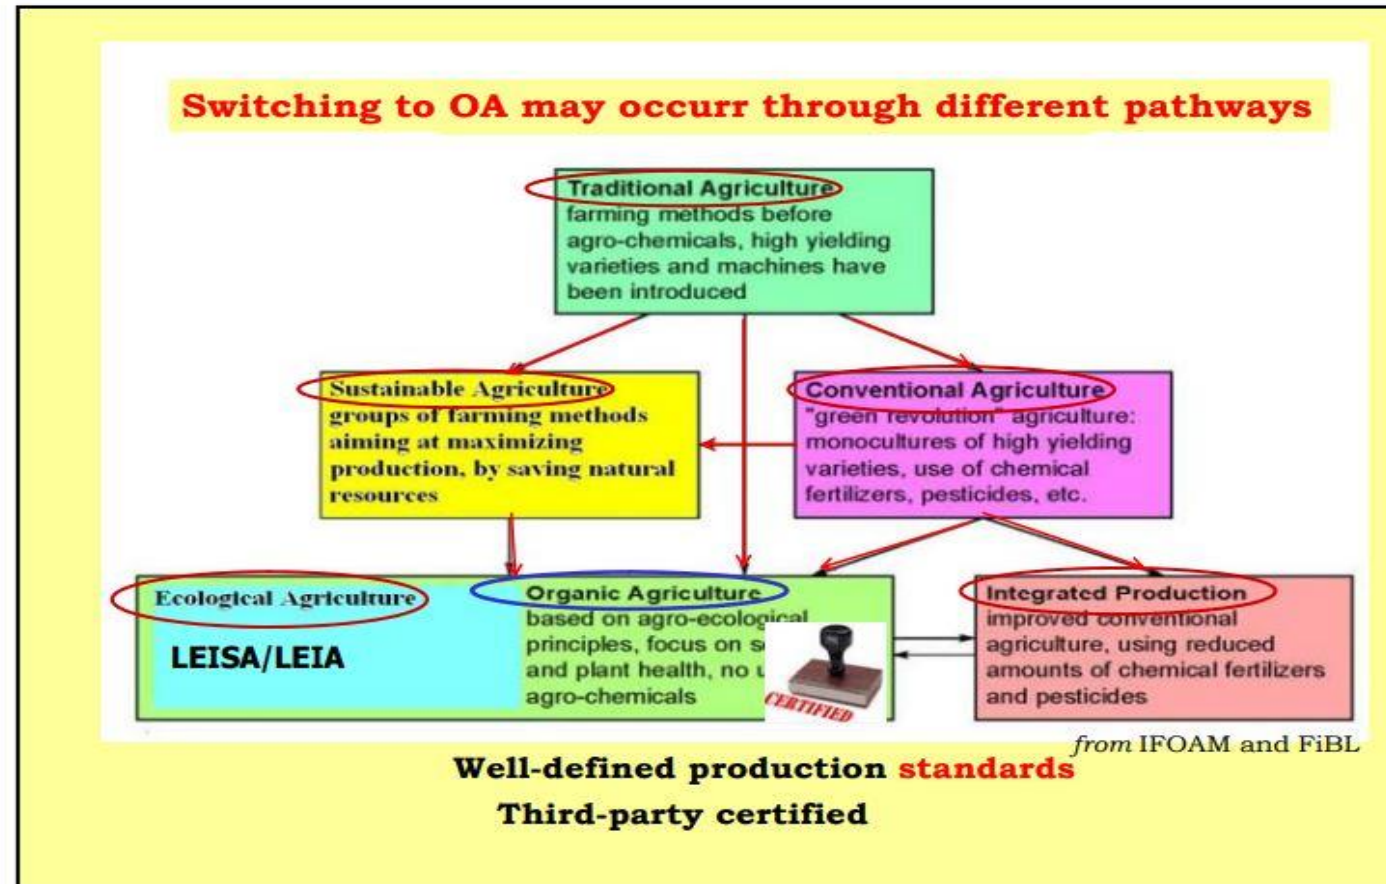 Switching to OA may occurr through different pathways
Traditional Agriculture
farming methods before
agro-chemicals, high yielding
varieties and machines have
been introduced
Sustainable Agriculture
groups of farming methods
aiming at maximizing
production, by saving natural
resources
Conventional Agriculture
"green revolution" agriculture:
monocultures of high yielding
varieties, use of chemical
fertilizers, pesticides, etc.
Ecological Agriculture
LEISA/LEIA
Organic Agriculture
based on agro-ecological
principles, focus on
and plant health, no
agro-chemicals
CERTIFIED
Integrated Production
improved conventional
agriculture, using reduced
amounts of chemical fertilizers
and pesticides
from IFOAM and FiBL
Well-defined production standards
Third-party certified